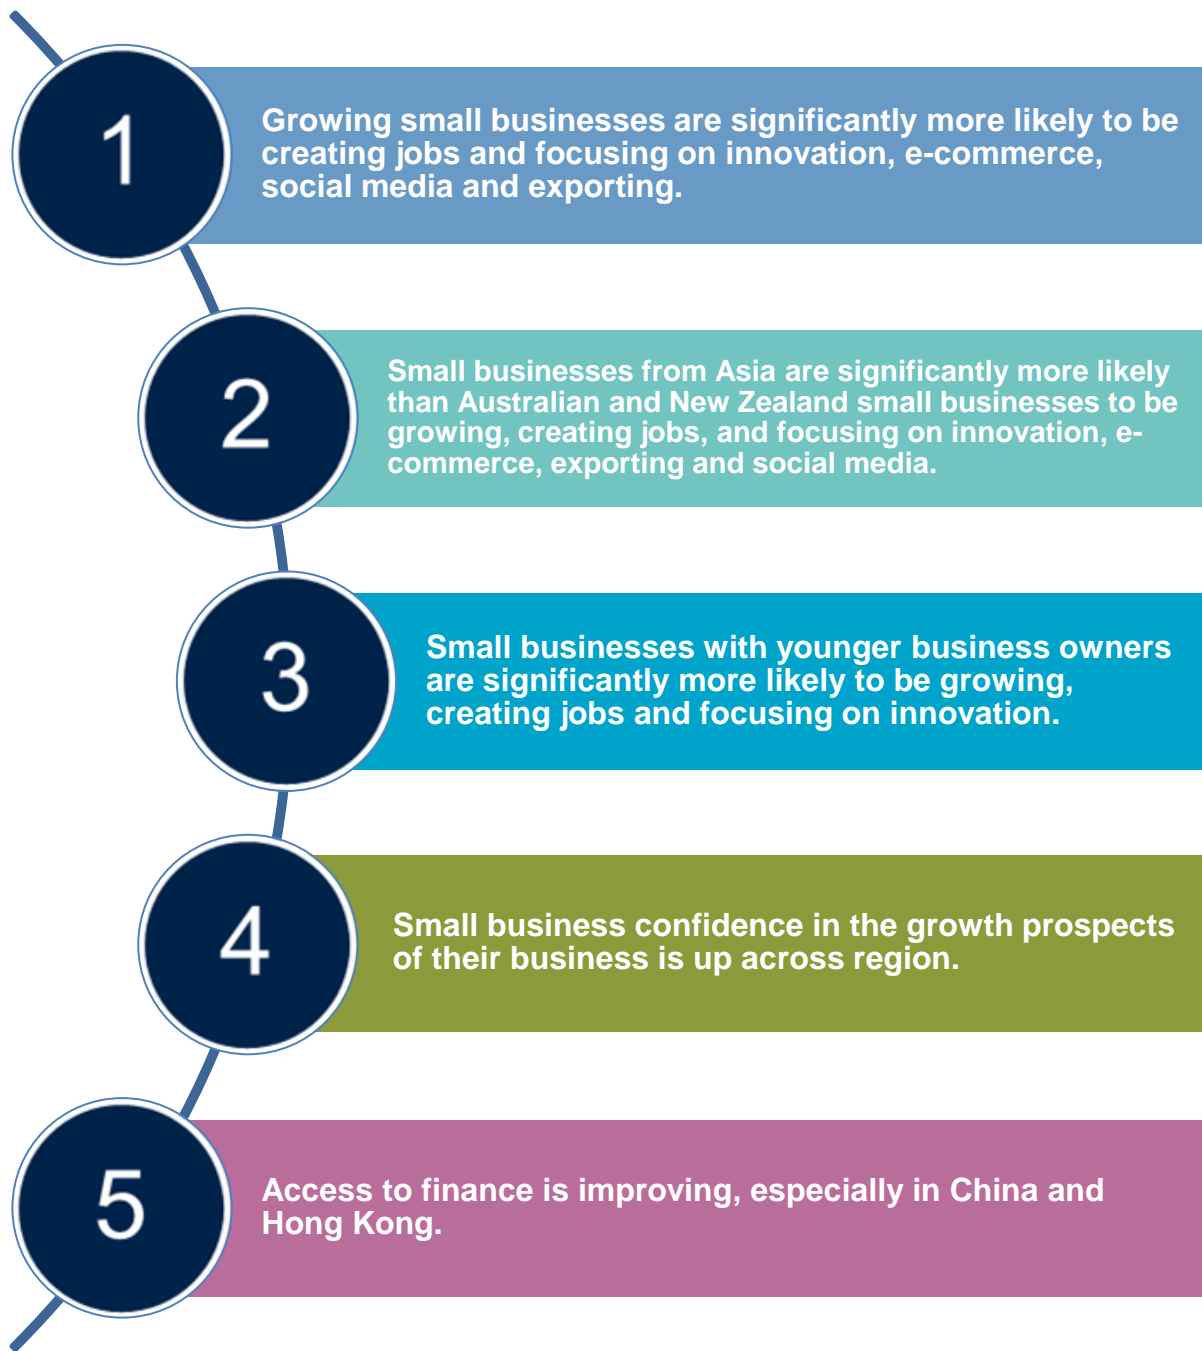 1
Growing small businesses are significantly more likely to be
creating jobs and focusing on innovation, e-commerce,
social media and exporting.
2
Small businesses from Asia are significantly more likely
than Australian and New Zealand small businesses to be
growing, creating jobs, and focusing on innovation, e-
commerce, exporting and social media.
3
Small businesses with younger business owners
are significantly more likely to be growing,
creating jobs and focusing on innovation.
4
Small business confidence in the growth prospects
of their business is up across region.
5
Access to finance is improving, especially in China and
Hong Kong.